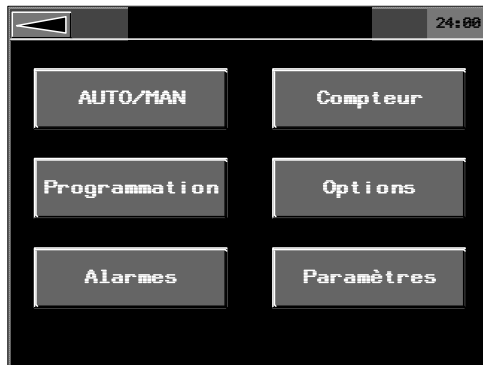 24:00
AUTO/MAN
Compteur
Programmation
Options
Alarmes
Paramètres